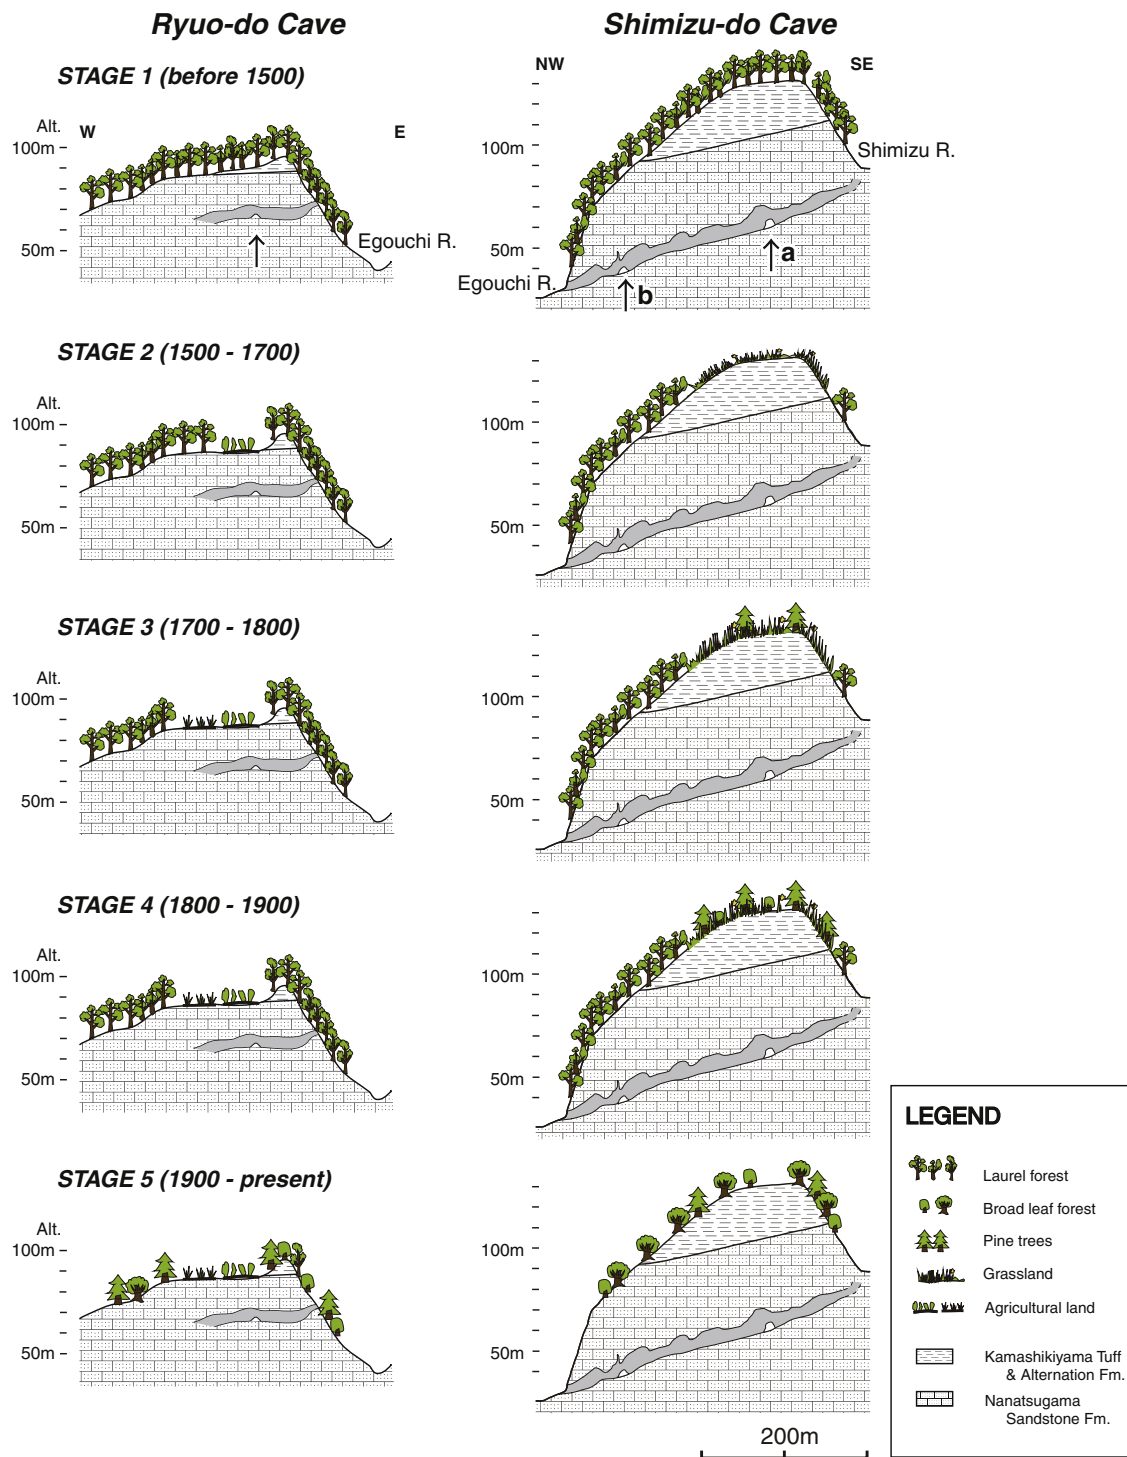 Ryuo-do Cave
Shimizu-do Cave
STAGE 1 (before 1500)
NW
SE
Alt.
W
E
100m
100m
Shimizu R.
50m
Egouchi R.
50m
a
Egouchi R.
b
STAGE 2 (1500 - 1700)
Alt.
100m
100m
50m
50m
STAGE 3 (1700 - 1800)
Alt.
100m
100m
50m
50m
STAGE 4 (1800 - 1900)
Alt.
100m
100m
50m
50m
STAGE 5 (1900 - present)
Alt.
100m
100m
50m
50m
200m
LEGEND
Laurel forest
Broad leaf forest
Pine trees
Grassland
Agricultural land
Kamashikiyama Tuff
& Alternation Fm.
Nanatsugama
Sandstone Fm.